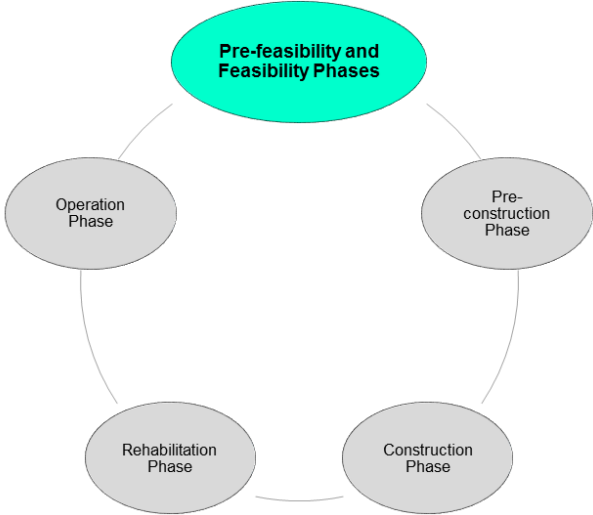 Pre-feasibility and
Feasibility Phases
Operation
Phase
Pre-
construction
Phase
Rehabilitation
Phase
Construction
Phase